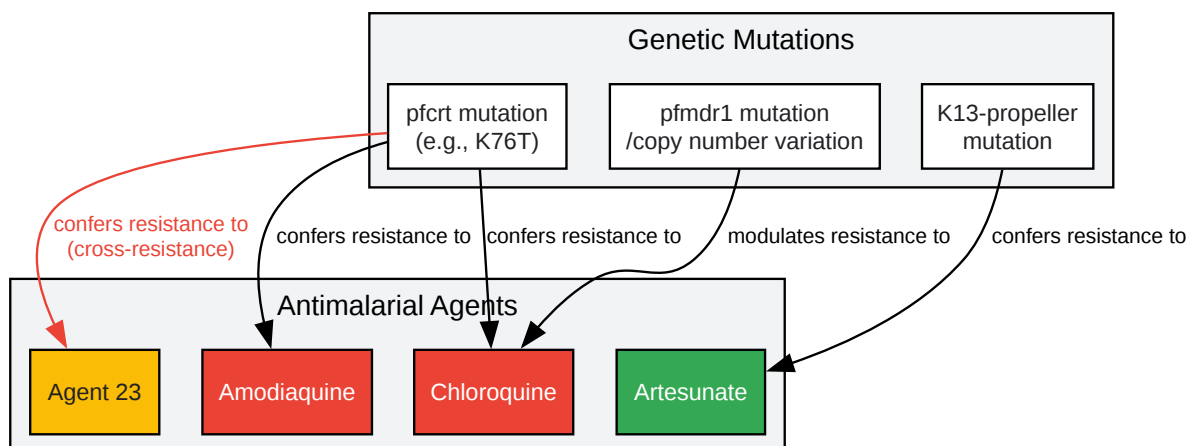 Genetic Mutations
pfcrt mutation
(e.g., K76T)
pfmdr1 mutation
/copy number variation
K13-propeller
mutation
confers resistance to
(cross-resistance)
confers resistance to
confers resistance to
modulates resistance to
confers resistance to
Antimalarial Agents
Agent 23
Amodiaquine
Chloroquine
Artesunate